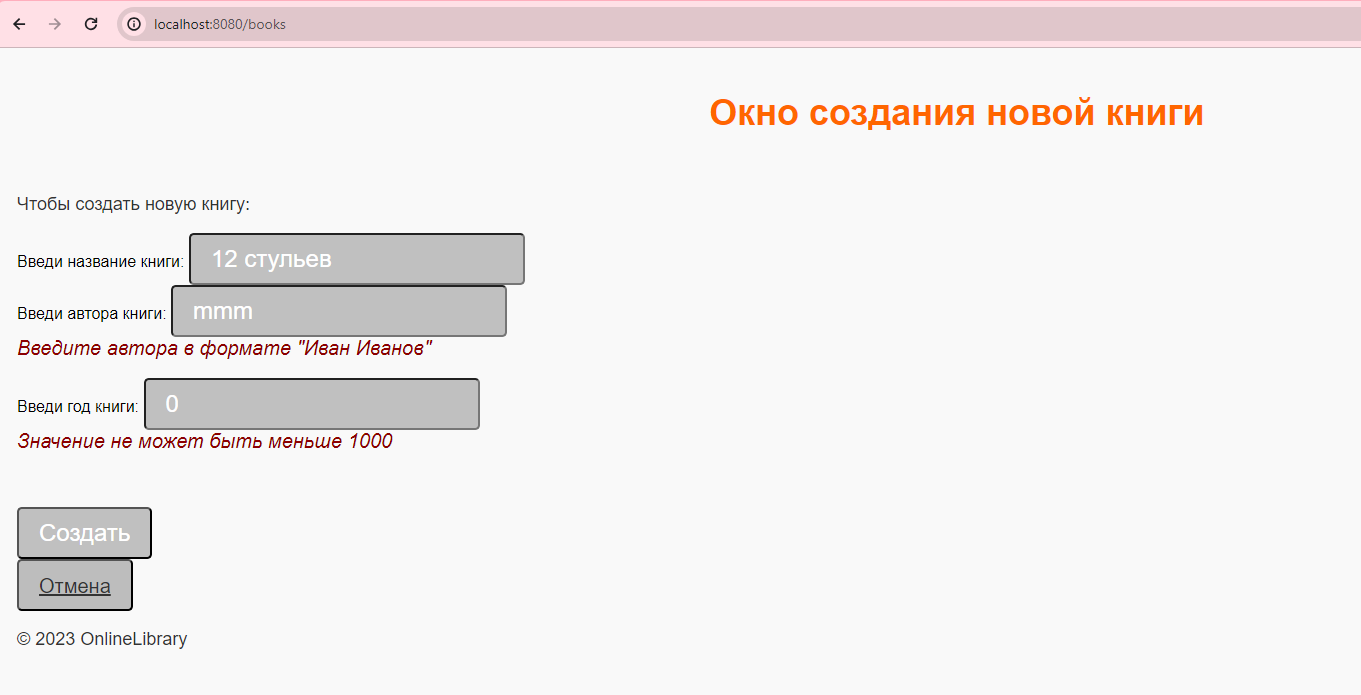 localhost:8080/books
Окно создания новой книги
Чтобы создать новую книгу:
Введи название книги: 12 стульев
Введи автора книги: mmm
Введите автора в формате "Иван Иванов"
Введи год книги: 0
Значение не может быть меньше 1000
Создать
Отмена
© 2023 OnlineLibrary